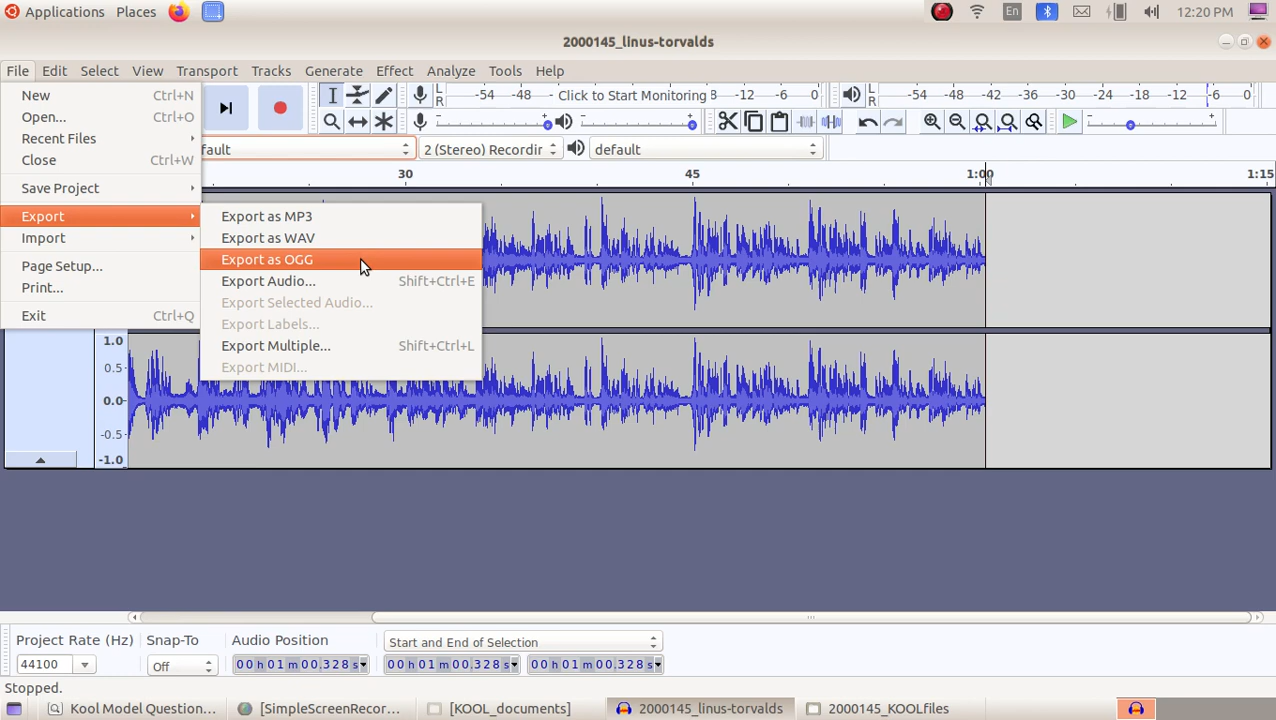 Applications Places En 12:20 PM
2000145_linus-torvalds
File Edit Select View Transport Tracks Generate Effect Analyze Tools Help
New Ctrl+N
Open... Ctrl+O
Recent Files
Close Ctrl+W
Save Project
Export
Import
Page Setup...
Print...
Exit Ctrl+Q
Export as MP3
Export as WAV
Export as OGG
Export Audio... Shift+Ctrl+E
Export Selected Audio...
Export Labels...
Export Multiple... Shift+Ctrl+L
Export MIDI...
L R -54 -48 Click to Start Monitoring -12 -6 0
L R -54 -48 -42 -36 -30 -24 -18 -12 -6 0
fault 2 (Stereo) Recordir default
30 45 1:00 1:15
1.0
0.5
0.0
-0.5
-1.0
Project Rate (Hz) Snap-To Audio Position Start and End of Selection
44100 Off 00 h 01 m 00.328 s 00 h 01 m 00.328 s 00 h 01 m 00.328 s
Stopped.
Kool Model Question... [SimpleScreenRecor... [KOOL_documents] 2000145_linus-torvalds 2000145_KOOLfiles